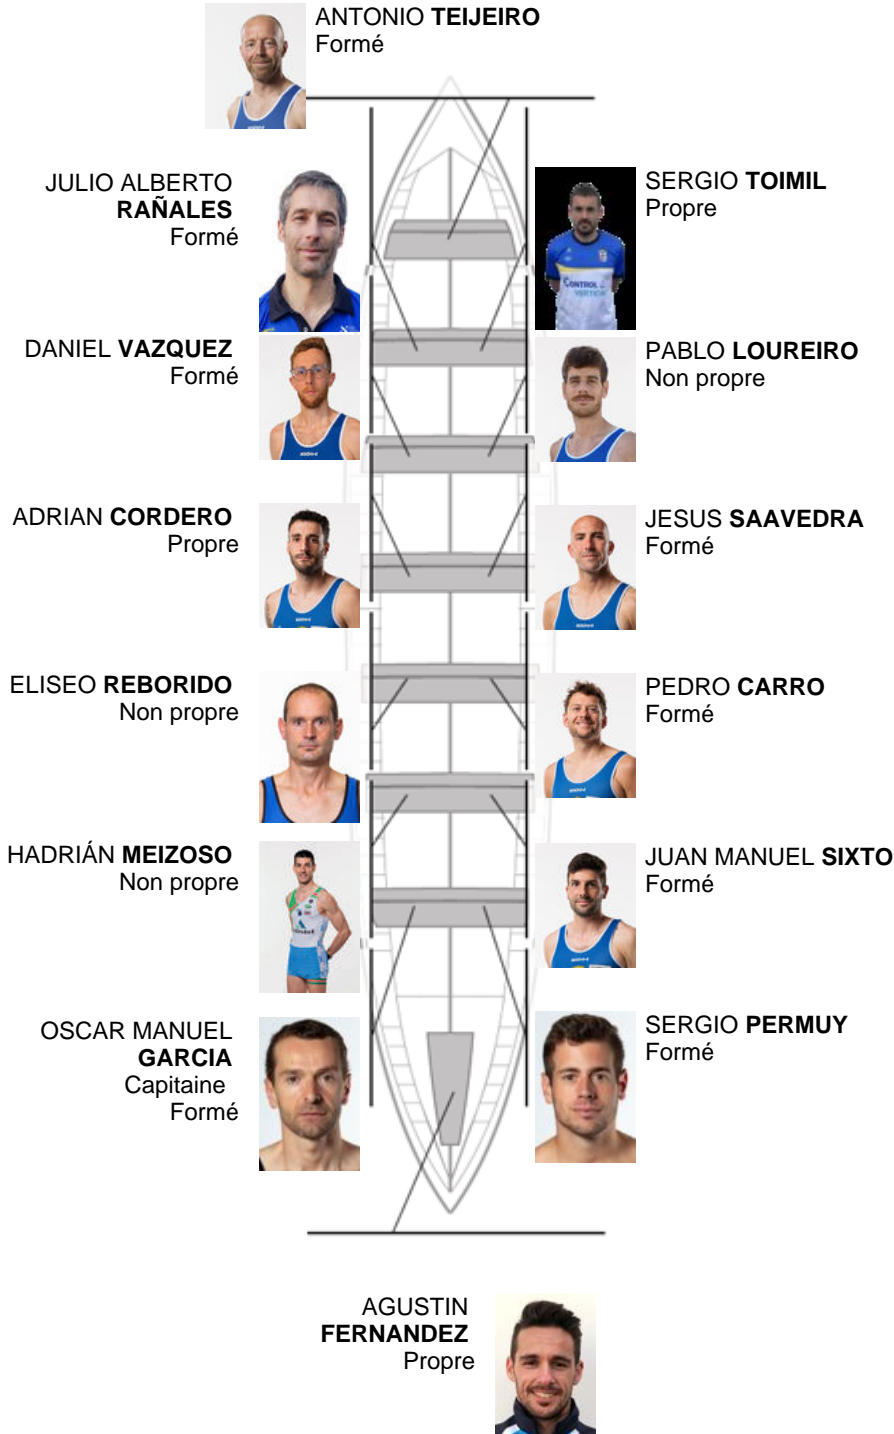 ANTONIO TEIJEIRO
Formé
JULIO ALBERTO
RAÑALES
Formé
SERGIO TOIMIL
Propre
CONTROL
VERTICAL
DANIEL VAZQUEZ
Formé
PABLO LOUREIRO
Non propre
ADRIAN CORDERO
Propre
JESUS SAAVEDRA
Formé
ELISEO REBORIDO
Non propre
PEDRO CARRO
Formé
HADRIÁN MEIZOSO
Non propre
JUAN MANUEL SIXTO
Formé
OSCAR MANUEL
GARCIA
Capitaine
Formé
SERGIO PERMUY
Formé
AGUSTIN
FERNANDEZ
Propre